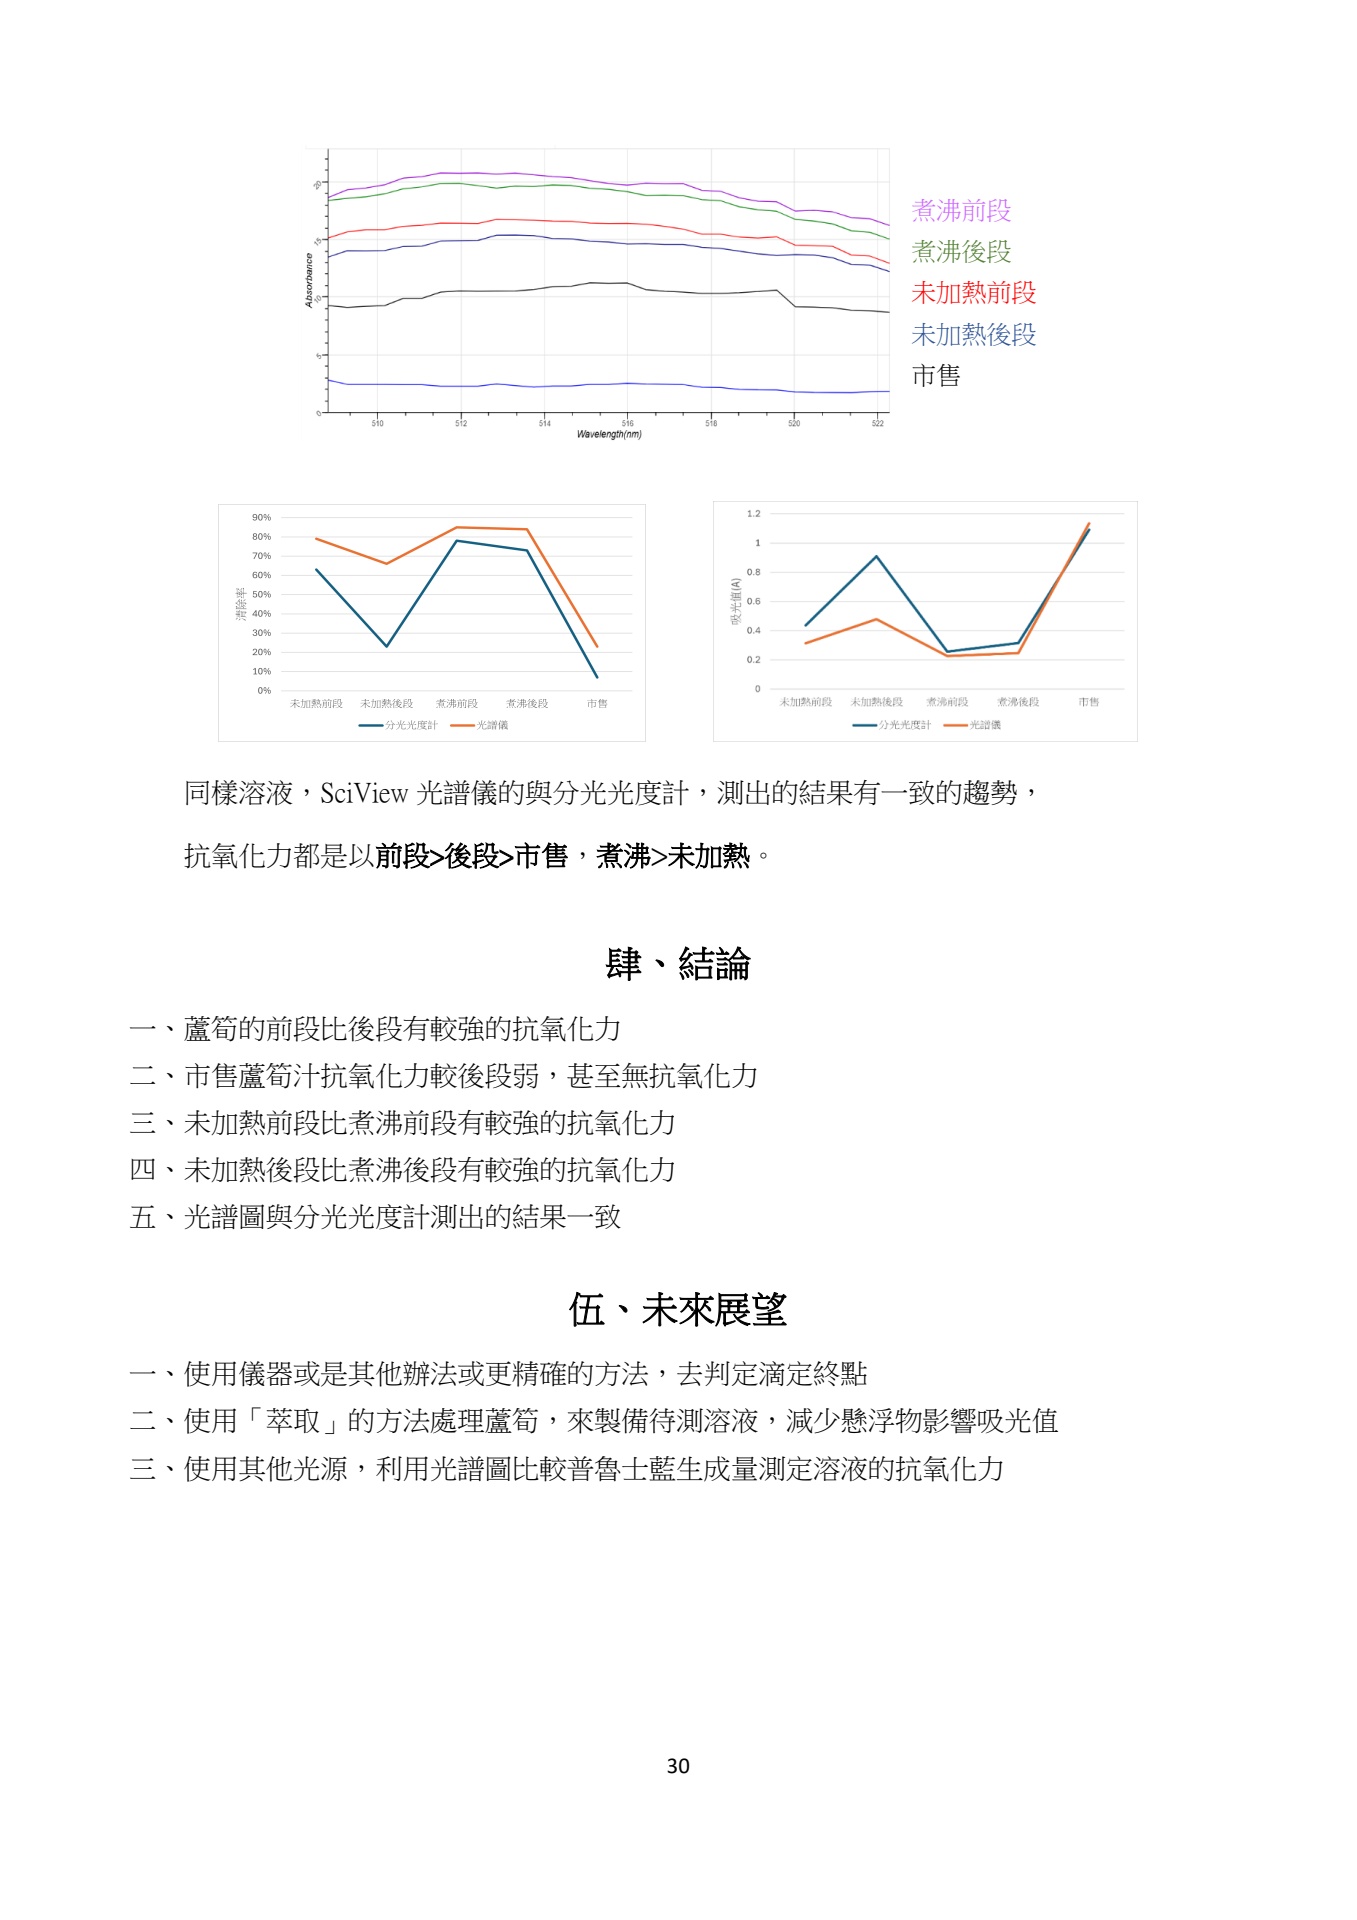 20
15
10
5
0
Absorbance
510 512 514 516 518 520 522
Wavelength(nm)
煮沸前段
煮沸後段
未加熱前段
未加熱後段
市售
90%
80%
70%
60%
50%
40%
30%
20%
10%
0%
清除率
未加熱前段 未加熱後段 煮沸前段 煮沸後段 市售
分光光度計 光譜儀
1.2
1
0.8
0.6
0.4
0.2
0
吸光值(A)
未加熱前段 未加熱後段 煮沸前段 煮沸後段 市售
分光光度計 光譜儀
同樣溶液，SciView 光譜儀的與分光光度計，測出的結果有一致的趨勢，
抗氧化力都是以前段>後段>市售，煮沸>未加熱。
肆、結論
一、蘆筍的前段比後段有較強的抗氧化力
二、市售蘆筍汁抗氧化力較後段弱，甚至無抗氧化力
三、未加熱前段比煮沸前段有較強的抗氧化力
四、未加熱後段比煮沸後段有較強的抗氧化力
五、光譜圖與分光光度計測出的結果一致
伍、未來展望
一、使用儀器或是其他辦法或更精確的方法，去判定滴定終點
二、使用「萃取」的方法處理蘆筍，來製備待測溶液，減少懸浮物影響吸光值
三、使用其他光源，利用光譜圖比較普魯士藍生成量測定溶液的抗氧化力
30